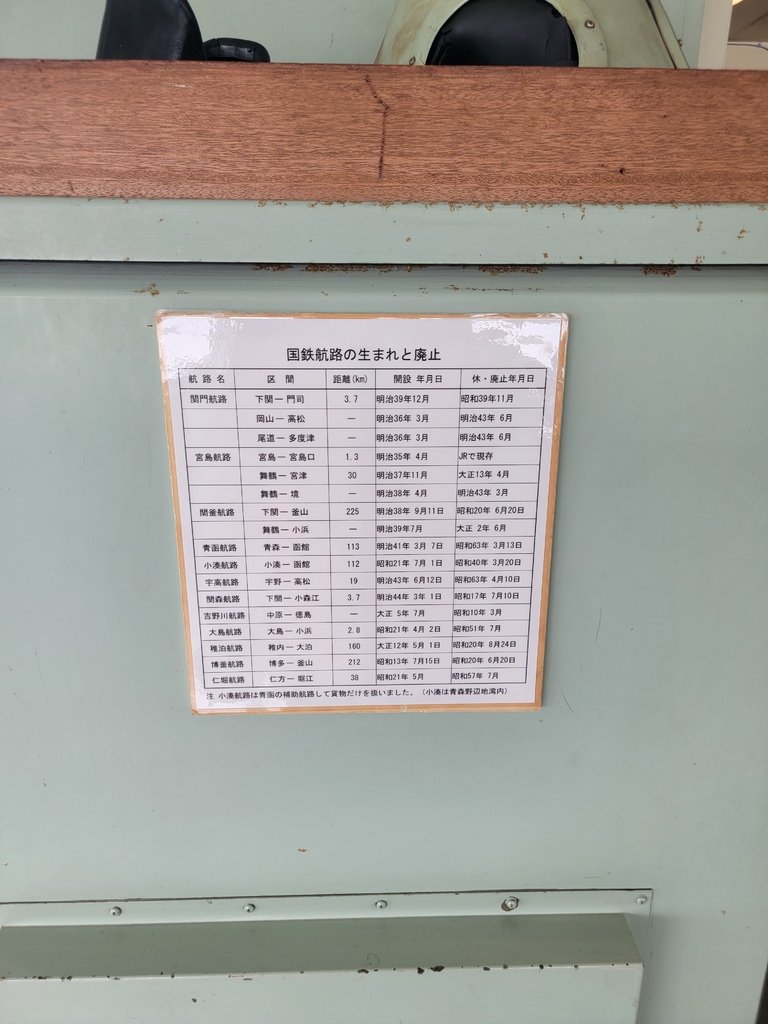 国鉄航路の生まれと廃止
航路名 区間 距離(km) 開設 年月日 休・廃止年月日
関門航路 下関ー門司 3.7 明治39年12月 昭和39年11月
岡山ー高松 ー 明治36年 3月 明治43年 6月
尾道ー多度津 ー 明治36年 3月 明治43年 6月
宮島航路 宮島ー宮島口 1.3 明治35年 4月 JRで現存
舞鶴ー宮津 30 明治37年11月 大正13年 4月
舞鶴ー境 ー 明治38年 4月 明治43年 3月
関釜航路 下関ー釜山 225 明治38年 9月11日 昭和20年 6月20日
舞鶴ー小浜 ー 明治39年7月 大正 2年 6月
青函航路 青森ー函館 113 明治41年 3月 7日 昭和63年 3月13日
小湊航路 小湊ー函館 112 昭和21年 7月 1日 昭和40年 3月20日
宇高航路 宇野ー高松 19 明治43年 6月12日 昭和63年 4月10日
関森航路 下関ー小森江 3.7 明治44年 3月 1日 昭和17年 7月10日
吉野川航路 中原ー徳島 ー 大正 5年 7月 昭和10年 3月
大島航路 大島ー小浜 2.8 昭和21年 4月 2日 昭和51年 7月
稚泊航路 稚内ー大泊 160 大正12年 5月 1日 昭和20年 8月24日
博釜航路 博多ー釜山 212 昭和13年 7月15日 昭和20年 6月20日
仁堀航路 仁方ー堀江 38 昭和21年 5月 昭和57年 7月
注 小湊航路は青函の補助航路して貨物だけを扱いました。（小湊は青森野辺地湾内）